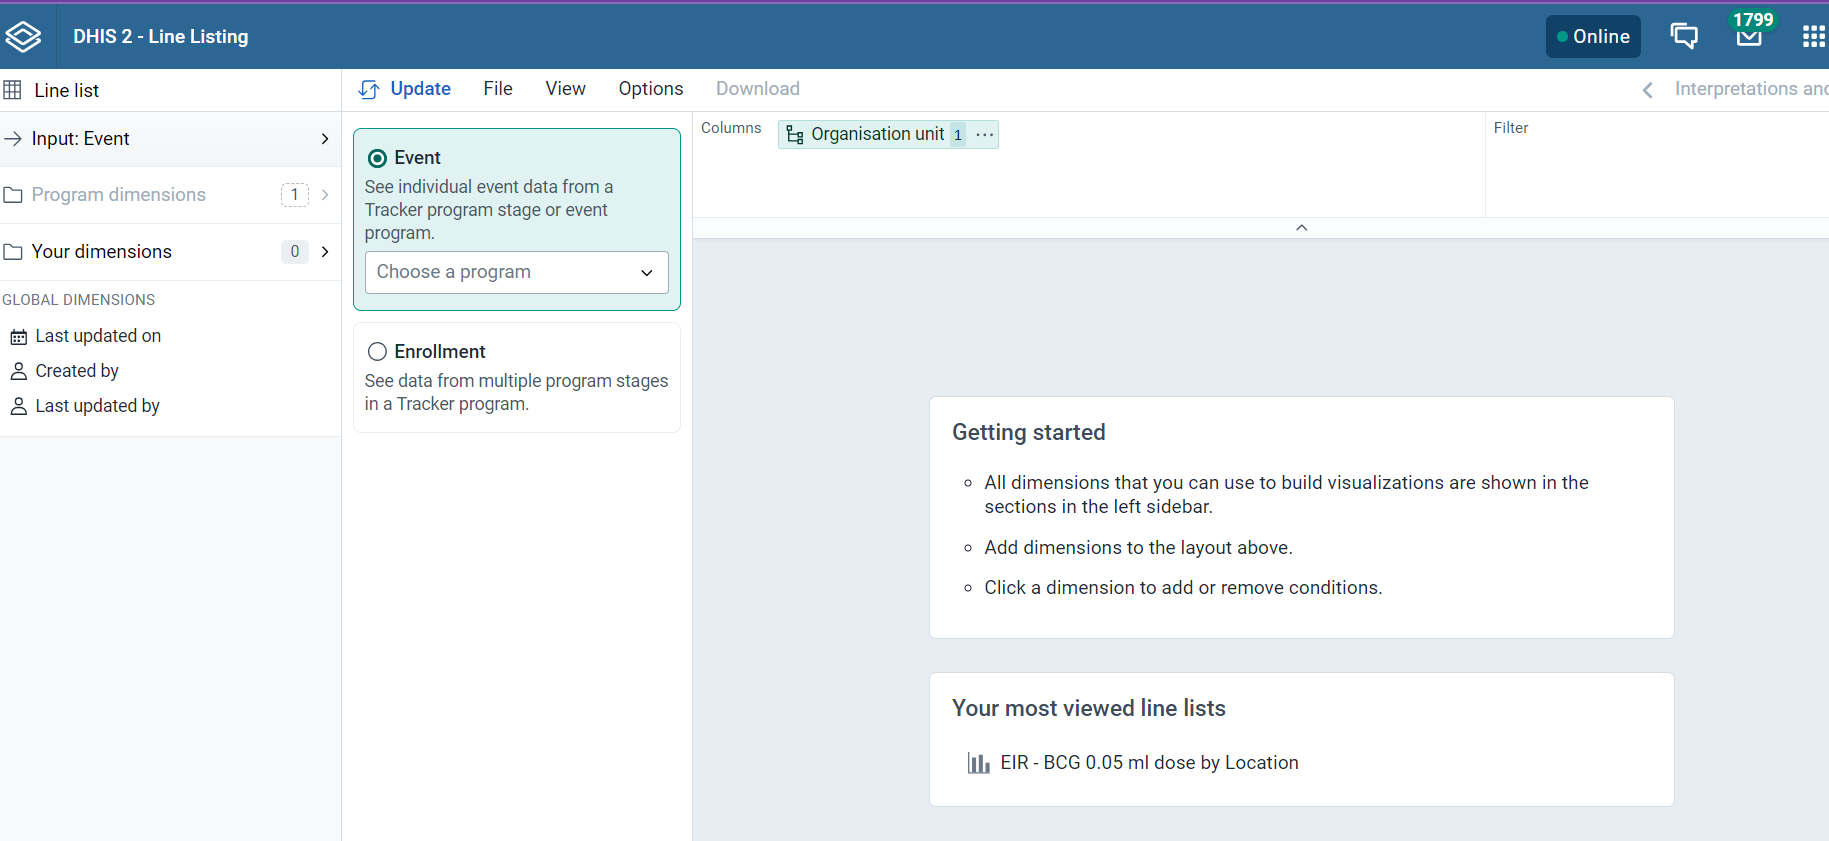 DHIS 2 - Line Listing
Online
1799
Line list
Update
File
View
Options
Download
Interpretations and
Input: Event
Program dimensions
1
Your dimensions
0
GLOBAL DIMENSIONS
Last updated on
Created by
Last updated by
Event
See individual event data from a
Tracker program stage or event
program.
Choose a program
Enrollment
See data from multiple program stages
in a Tracker program.
Columns
Organisation unit 1 ...
Filter
Getting started
All dimensions that you can use to build visualizations are shown in the
sections in the left sidebar.
Add dimensions to the layout above.
Click a dimension to add or remove conditions.
Your most viewed line lists
EIR - BCG 0.05 ml dose by Location